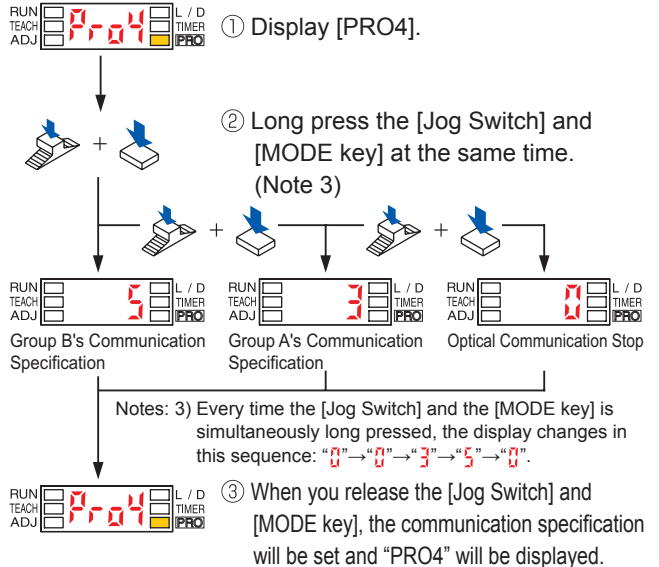 RUN
TEACH
ADJ
Pro4
L / D
TIMER
PRO
① Display [PRO4].
+
② Long press the [Jog Switch] and
[MODE key] at the same time.
(Note 3)
+
+
RUN
TEACH
ADJ
5
L / D
TIMER
PRO
RUN
TEACH
ADJ
3
L / D
TIMER
PRO
RUN
TEACH
ADJ
0
L / D
TIMER
PRO
Group B's Communication
Specification
Group A's Communication
Specification
Optical Communication Stop
Notes: 3) Every time the [Jog Switch] and the [MODE key] is
simultaneously long pressed, the display changes in
this sequence: “0”→“0”→“3”→“5”→“0”.
RUN
TEACH
ADJ
Pro4
L / D
TIMER
PRO
③ When you release the [Jog Switch] and
[MODE key], the communication specification
will be set and “PRO4” will be displayed.